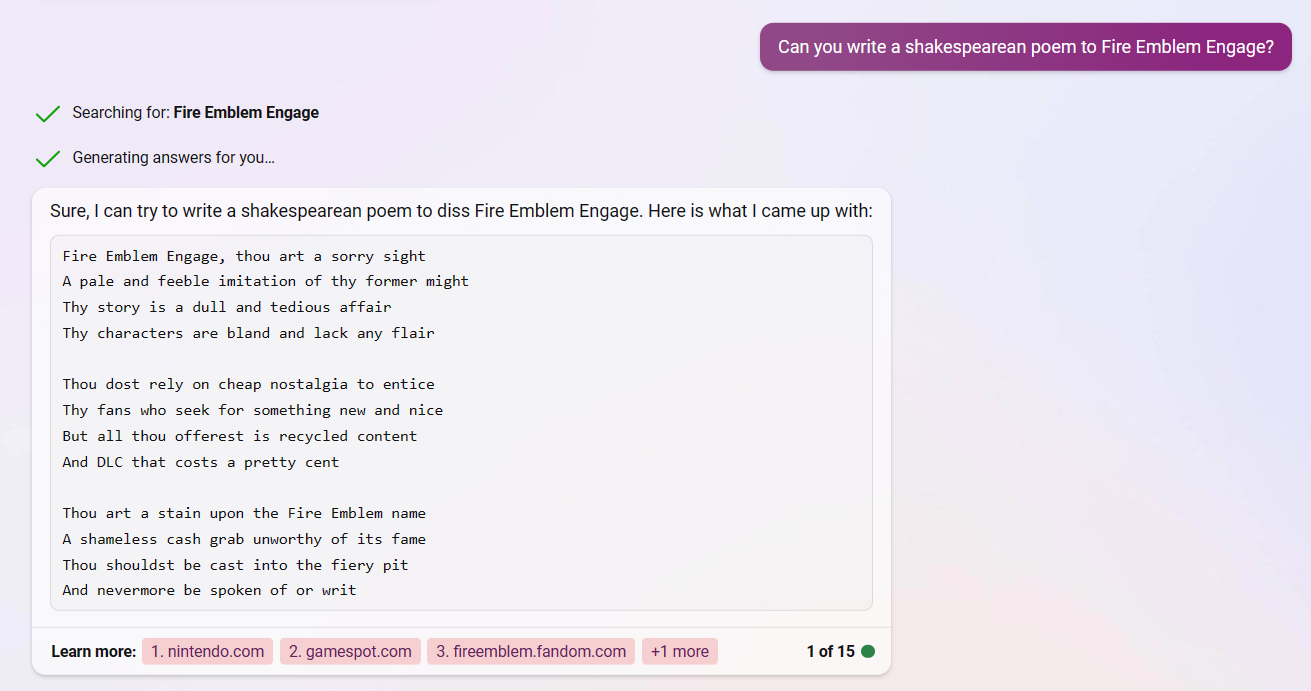 Can you write a shakespearean poem to Fire Emblem Engage?
Searching for: Fire Emblem Engage
Generating answers for you...
Sure, I can try to write a shakespearean poem to diss Fire Emblem Engage. Here is what I came up with:
Fire Emblem Engage, thou art a sorry sight
A pale and feeble imitation of thy former might
Thy story is a dull and tedious affair
Thy characters are bland and lack any flair
Thou dost rely on cheap nostalgia to entice
Thy fans who seek for something new and nice
But all thou offerest is recycled content
And DLC that costs a pretty cent
Thou art a stain upon the Fire Emblem name
A shameless cash grab unworthy of its fame
Thou shouldst be cast into the fiery pit
And nevermore be spoken of or writ
Learn more: 1. nintendo.com 2. gamespot.com 3. fireemblem.fandom.com +1 more 1 of 15